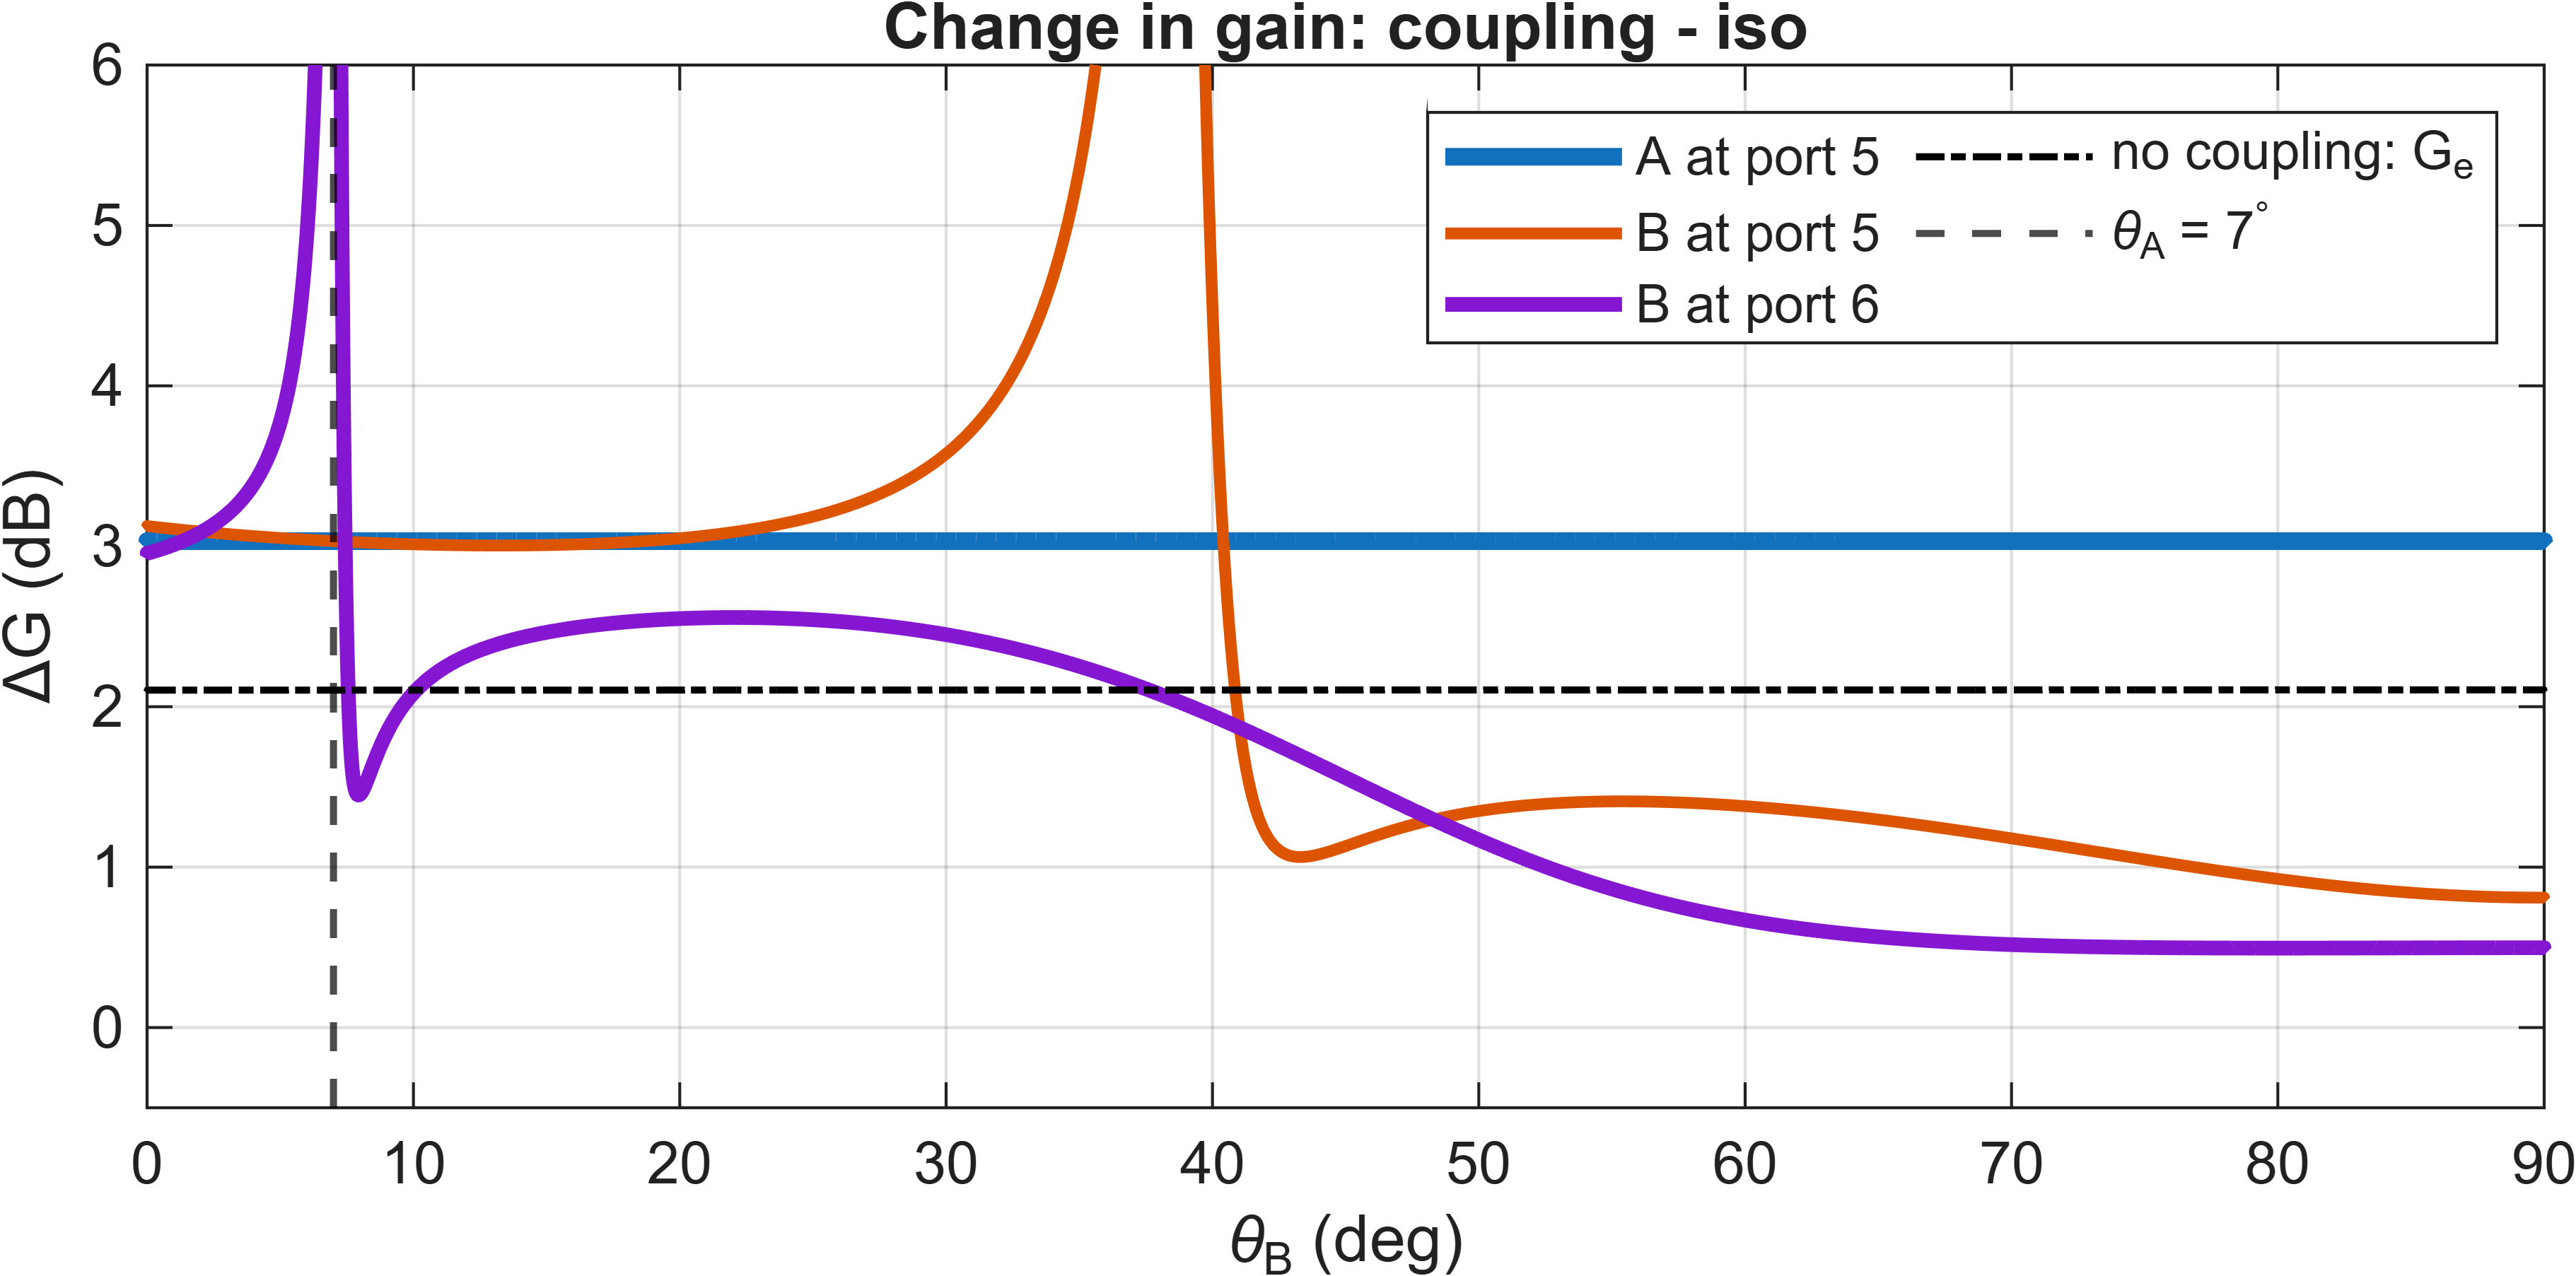 Change in gain: coupling - iso
6
5
4
3
2
1
0
ΔG (dB)
A at port 5
B at port 5
B at port 6
no coupling: Gₑ
θ_A = 7°
0 10 20 30 40 50 60 70 80 90
θ_B (deg)